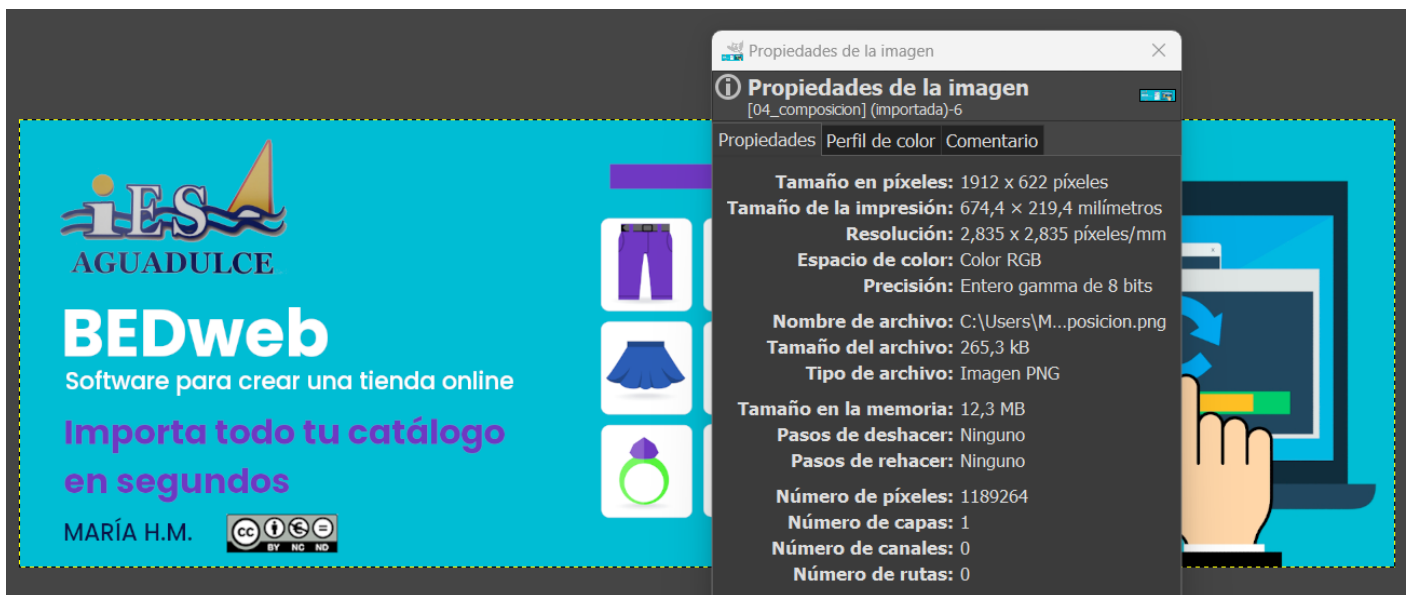 iES
AGUADULCE
BEDweb
Software para crear una tienda online
Importa todo tu catálogo
en segundos
MARÍA H.M.
cc
BY NC ND
Propiedades de la imagen
Propiedades de la imagen
[04_composicion] (importada)-6
Propiedades Perfil de color Comentario
Tamaño en píxeles: 1912 x 622 píxeles
Tamaño de la impresión: 674,4 × 219,4 milímetros
Resolución: 2,835 x 2,835 píxeles/mm
Espacio de color: Color RGB
Precisión: Entero gamma de 8 bits
Nombre de archivo: C:\Users\M...posicion.png
Tamaño del archivo: 265,3 kB
Tipo de archivo: Imagen PNG
Tamaño en la memoria: 12,3 MB
Pasos de deshacer: Ninguno
Pasos de rehacer: Ninguno
Número de píxeles: 1189264
Número de capas: 1
Número de canales: 0
Número de rutas: 0